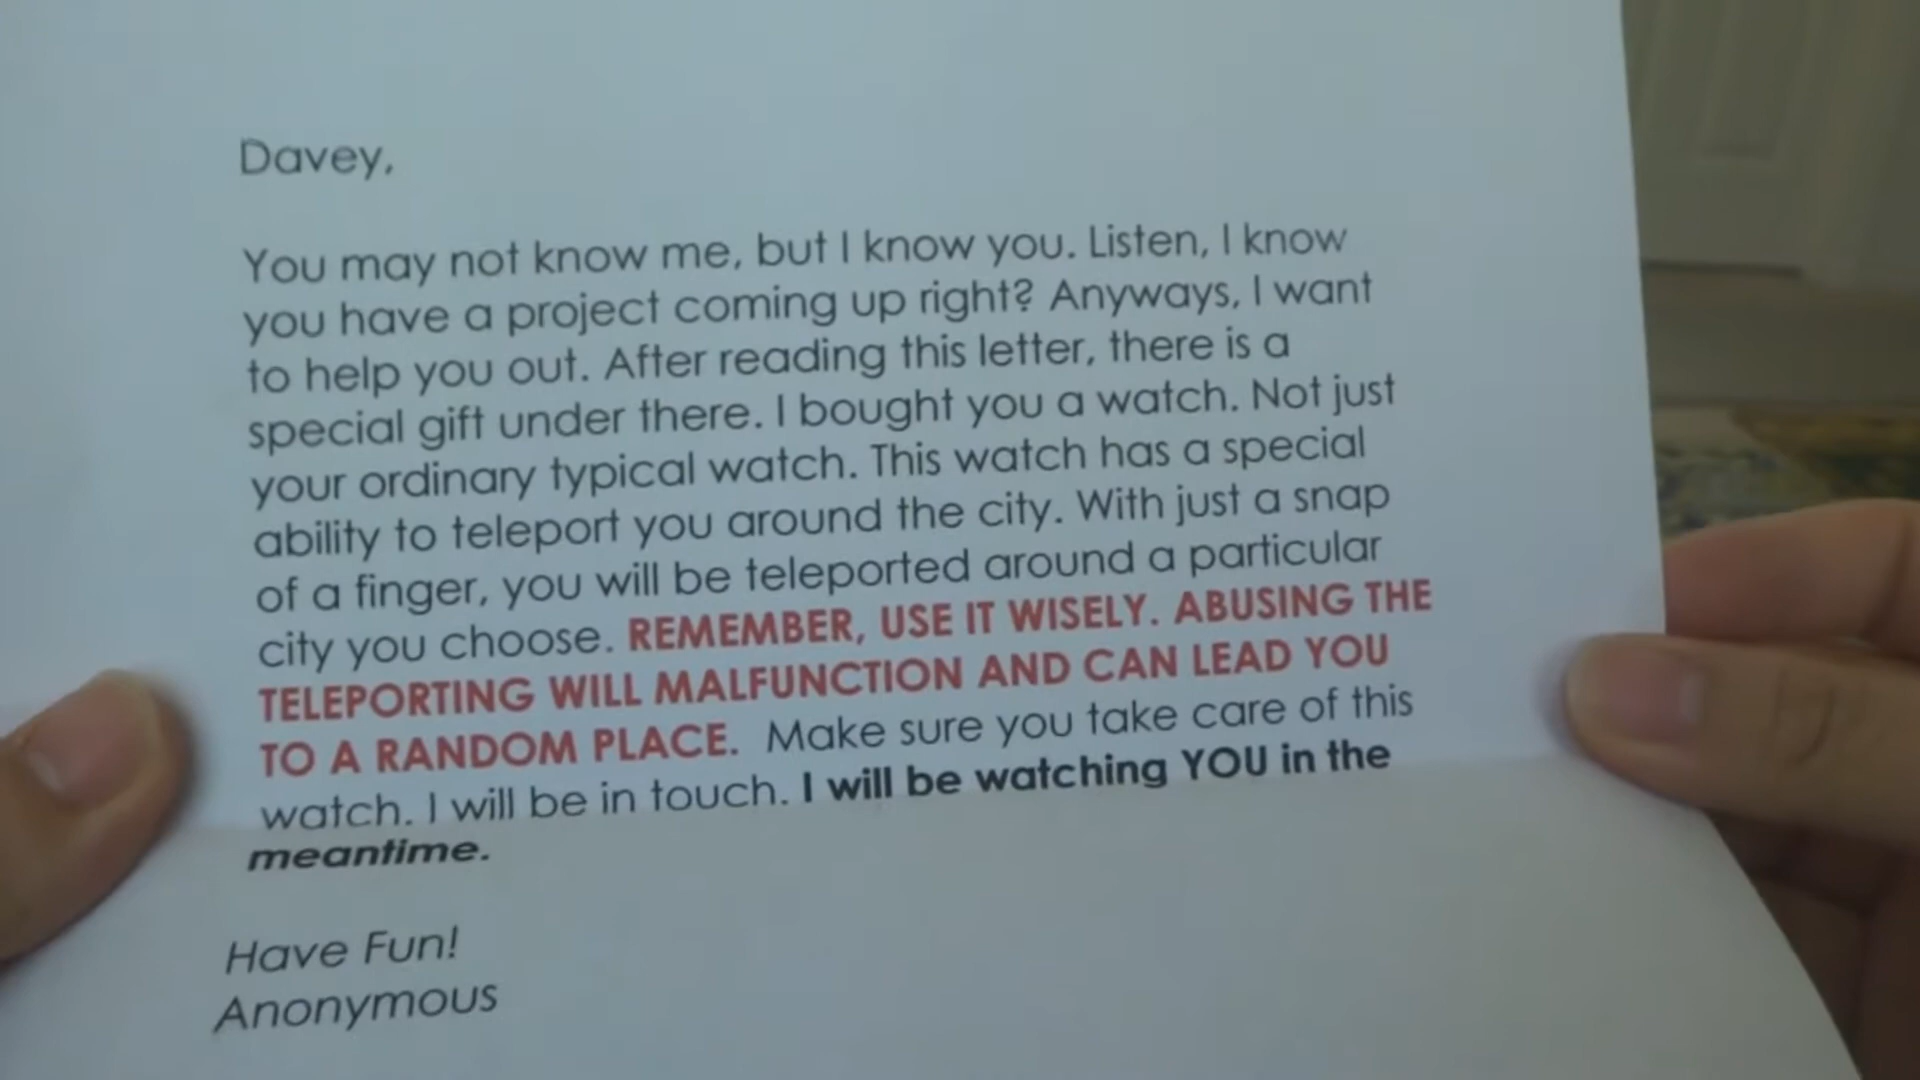 Davey,
You may not know me, but I know you. Listen, I know
you have a project coming up right? Anyways, I want
to help you out. After reading this letter, there is a
special gift under there. I bought you a watch. Not just
your ordinary typical watch. This watch has a special
ability to teleport you around the city. With just a snap
of a finger, you will be teleported around a particular
city you choose. REMEMBER, USE IT WISELY. ABUSING THE
TELEPORTING WILL MALFUNCTION AND CAN LEAD YOU
TO A RANDOM PLACE. Make sure you take care of this
watch. I will be in touch. I will be watching YOU in the
meantime.
Have Fun!
Anonymous